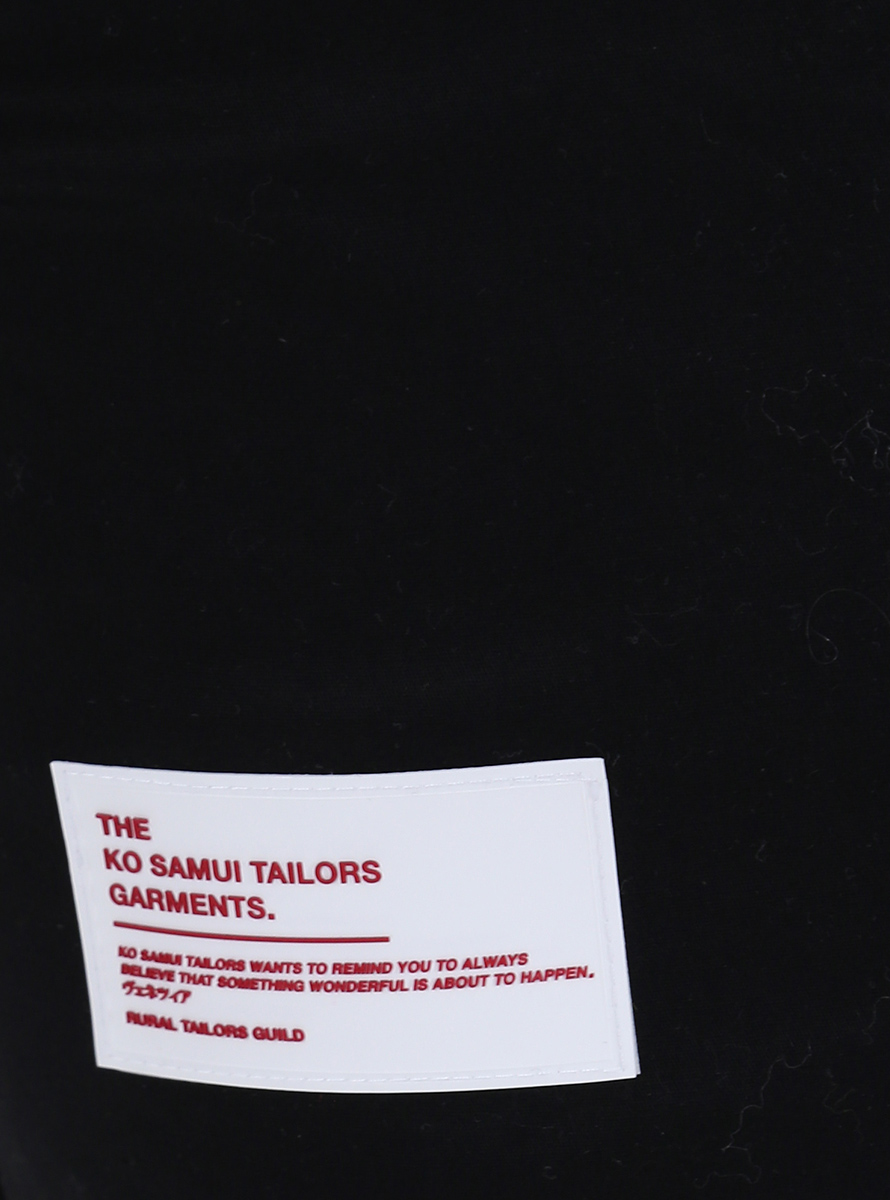 THE
KO SAMUI TAILORS
GARMENTS.
KO SAMUI TAILORS WANTS TO REMIND YOU TO ALWAYS
BELIEVE THAT SOMETHING WONDERFUL IS ABOUT TO HAPPEN.
ヴェネツィア
RURAL TAILORS GUILD